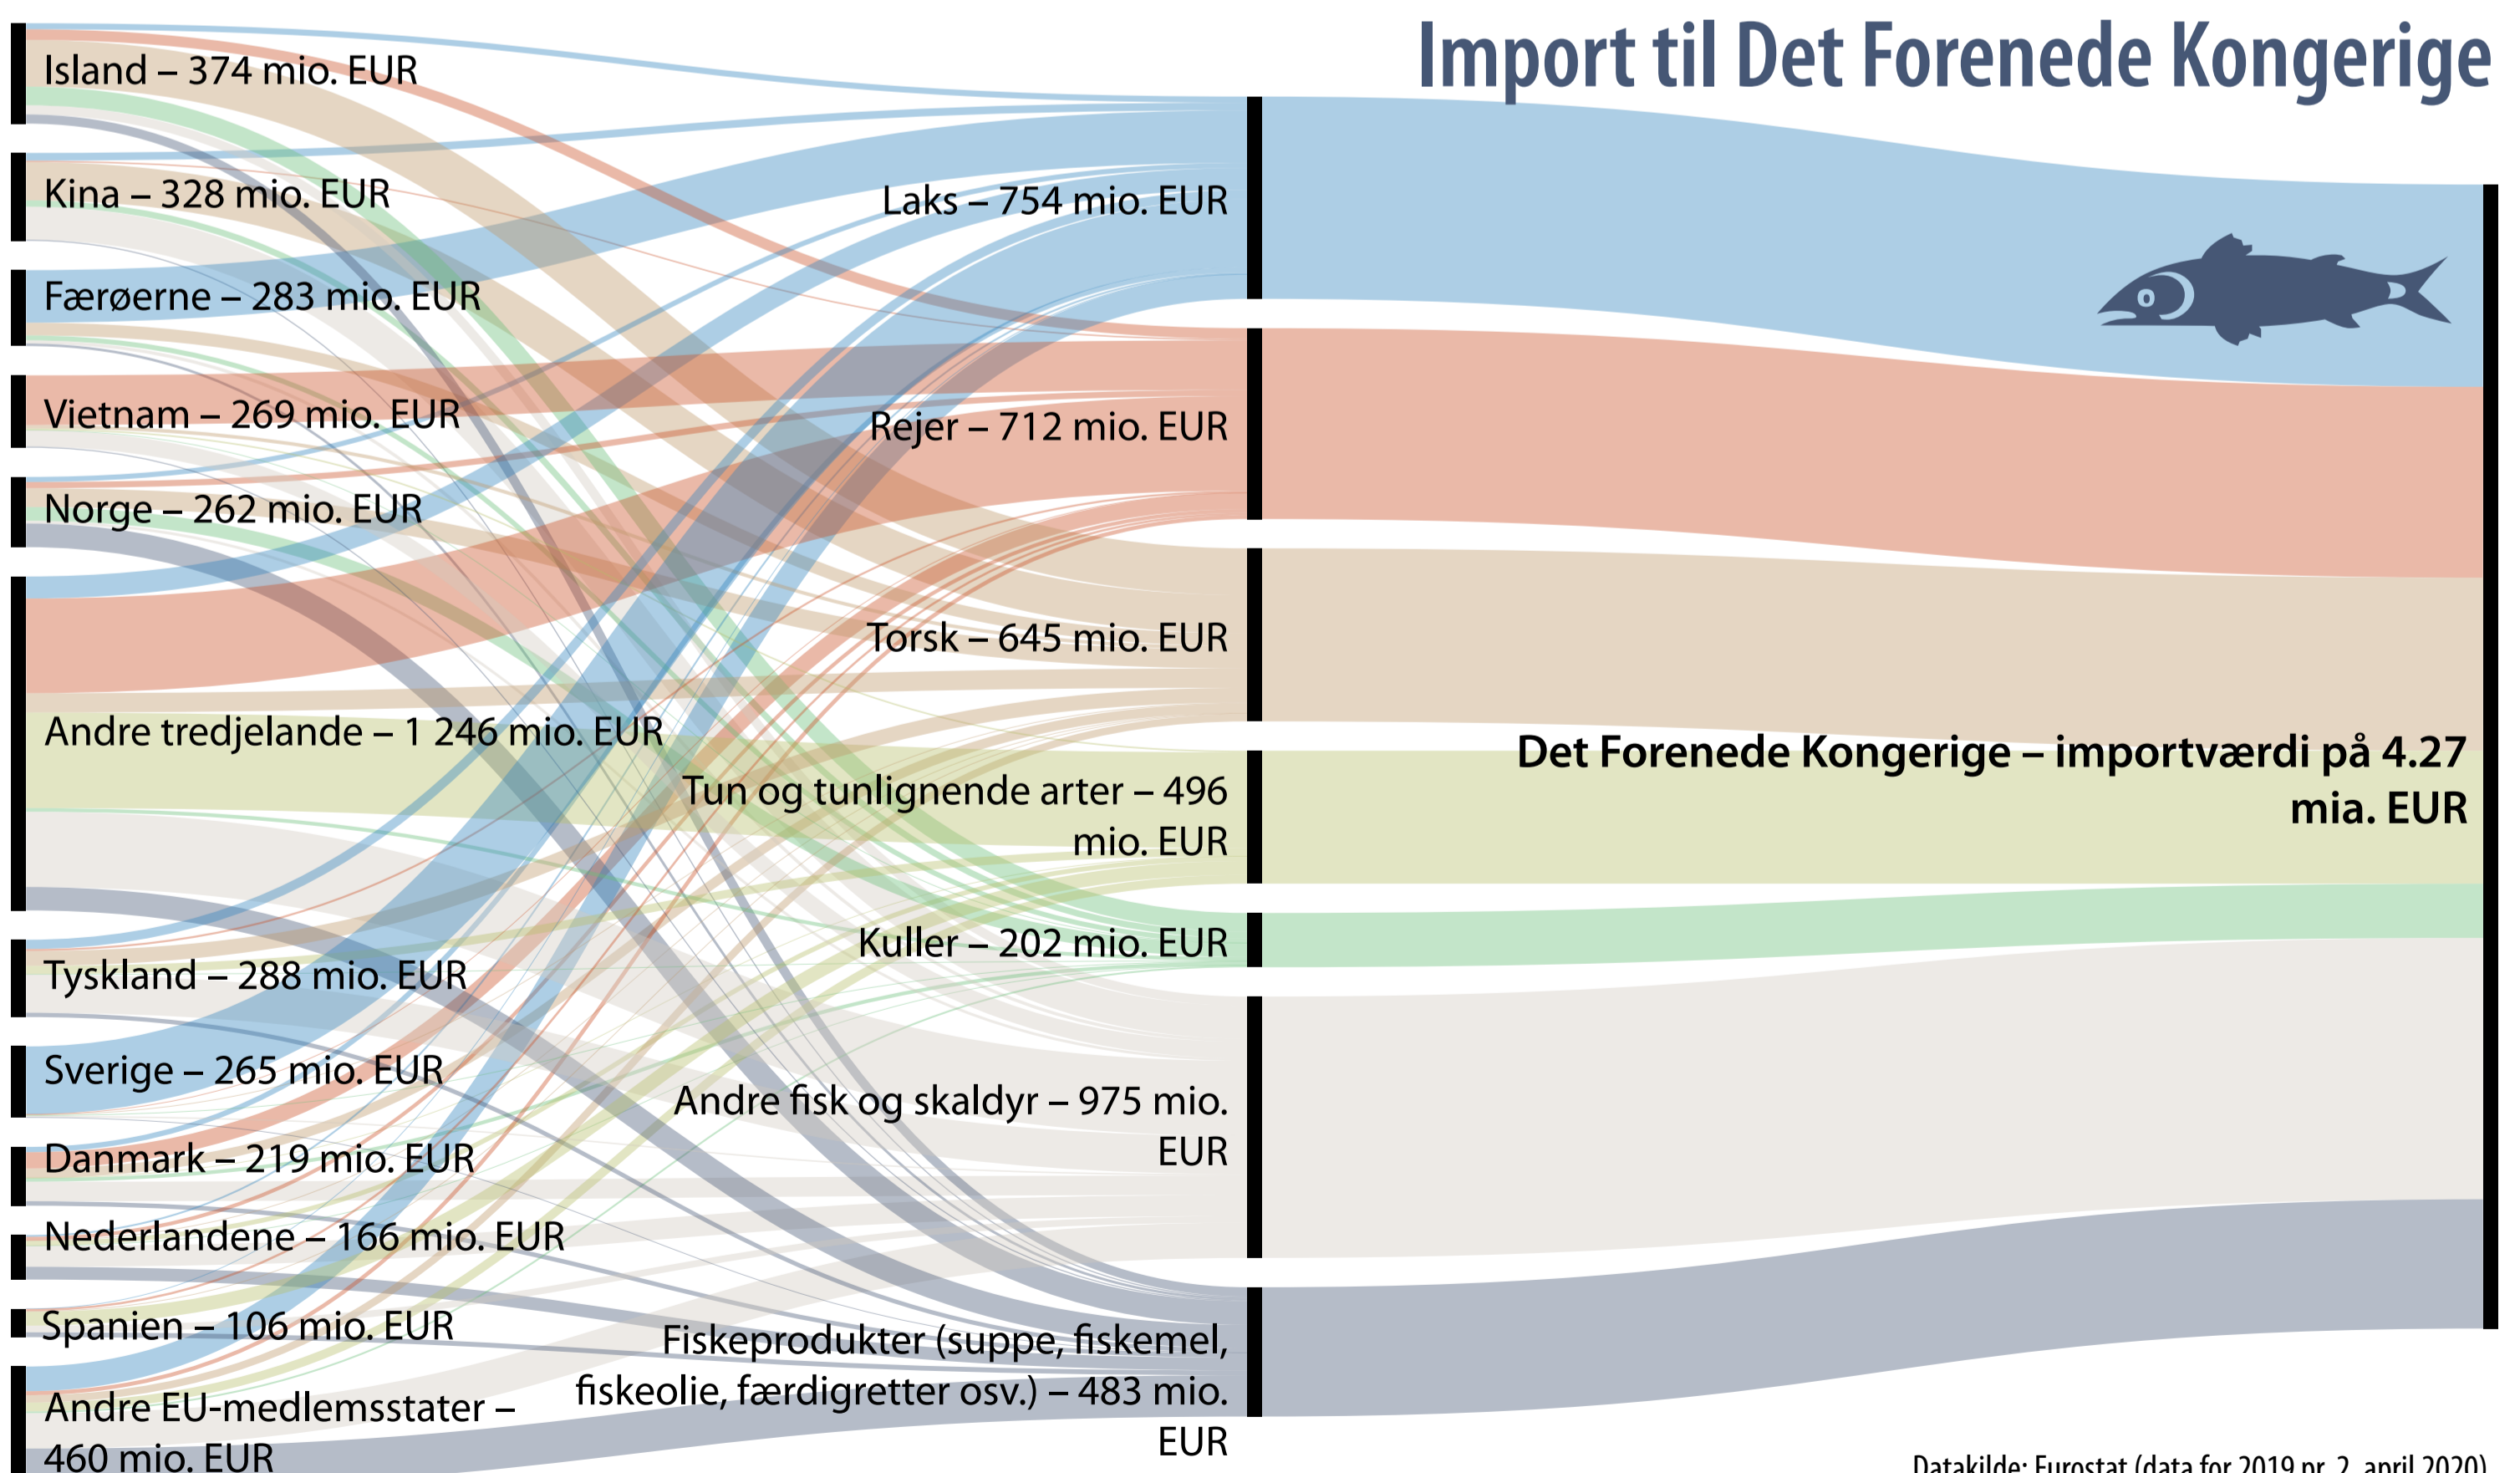 Import til Det Forenede Kongerige
Island – 374 mio. EUR
Kina – 328 mio. EUR
Færøerne – 283 mio. EUR
Vietnam – 269 mio. EUR
Norge – 262 mio. EUR
Andre tredjelande – 1 246 mio. EUR
Tyskland – 288 mio. EUR
Sverige – 265 mio. EUR
Danmark – 219 mio. EUR
Nederlandene – 166 mio. EUR
Spanien – 106 mio. EUR
Andre EU-medlemsstater –
460 mio. EUR
Laks – 754 mio. EUR
Rejer – 712 mio. EUR
Torsk – 645 mio. EUR
Tun og tunlignende arter – 496
mio. EUR
Kuller – 202 mio. EUR
Andre fisk og skaldyr – 975 mio.
EUR
Fiskeprodukter (suppe, fiskemel,
fiskeolie, færdigretter osv.) – 483 mio.
EUR
Det Forenede Kongerige – importværdi på 4.27
mia. EUR
Datakilde: Eurostat (data for 2019 pr. 2. april 2020)